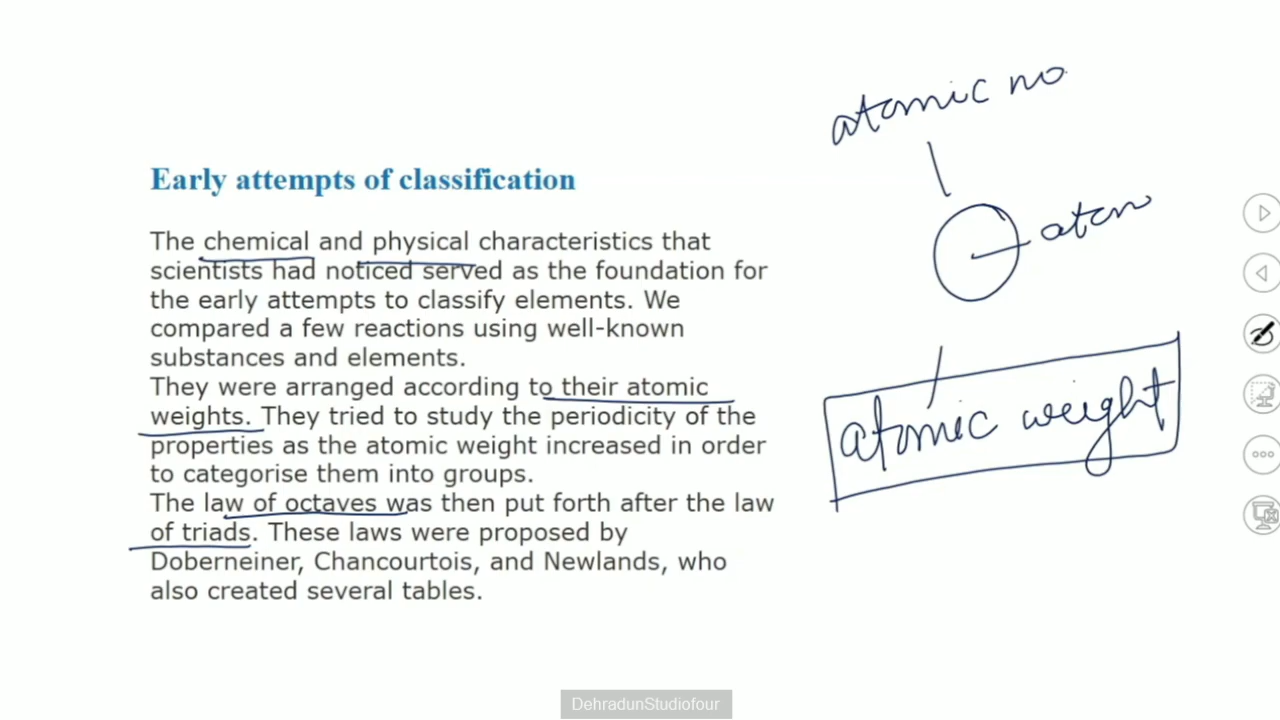 atomic no
Early attempts of classification
atom
The chemical and physical characteristics that
scientists had noticed served as the foundation for
the early attempts to classify elements. We
compared a few reactions using well-known
substances and elements.
They were arranged according to their atomic
weights. They tried to study the periodicity of the
properties as the atomic weight increased in order
to categorise them into groups.
atomic weight
The law of octaves was then put forth after the law
of triads. These laws were proposed by
Doberneiner, Chancourtois, and Newlands, who
also created several tables.
DehradunStudiofour